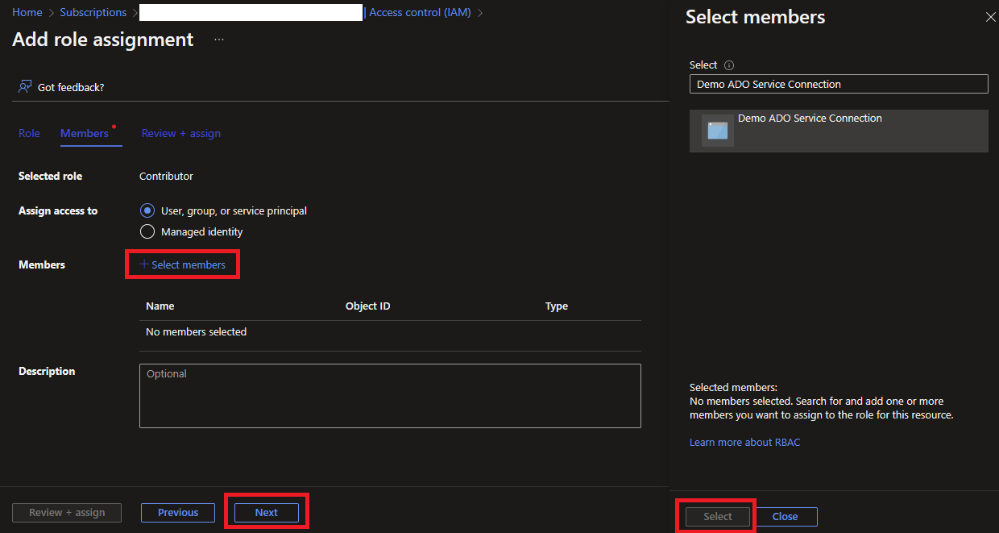 Home > Subscriptions > | Access control (IAM) >
Add role assignment ...
Got feedback?
Role Members Review + assign
Selected role Contributor
Assign access to User, group, or service principal
Managed identity
Members + Select members
Name Object ID Type
No members selected
Description Optional
Review + assign Previous Next
Select members
Select
Demo ADO Service Connection
Demo ADO Service Connection
Selected members:
No members selected. Search for and add one or more
members you want to assign to the role for this resource.
Learn more about RBAC
Select Close